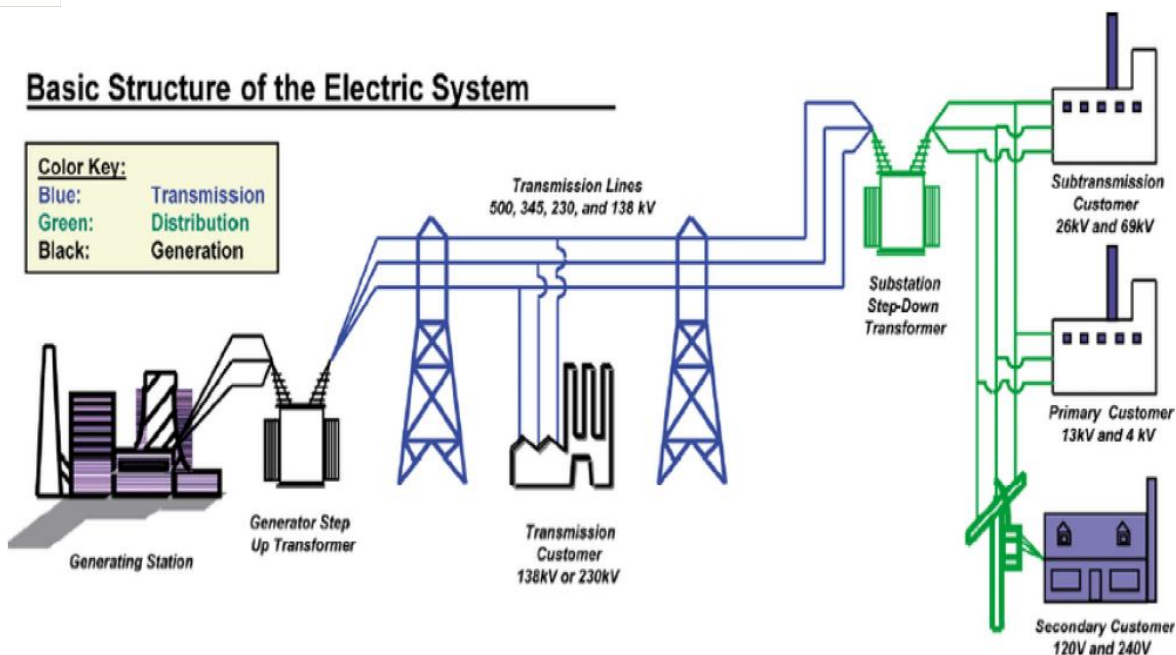 Basic Structure of the Electric System
Color Key:
Blue: Transmission
Green: Distribution
Black: Generation
Transmission Lines
500, 345, 230, and 138 kV
Subtransmission
Customer
26kV and 69kV
Substation
Step-Down
Transformer
Primary Customer
13kV and 4 kV
Generating Station
Generator Step
Up Transformer
Transmission
Customer
138kV or 230kV
Secondary Customer
120V and 240V